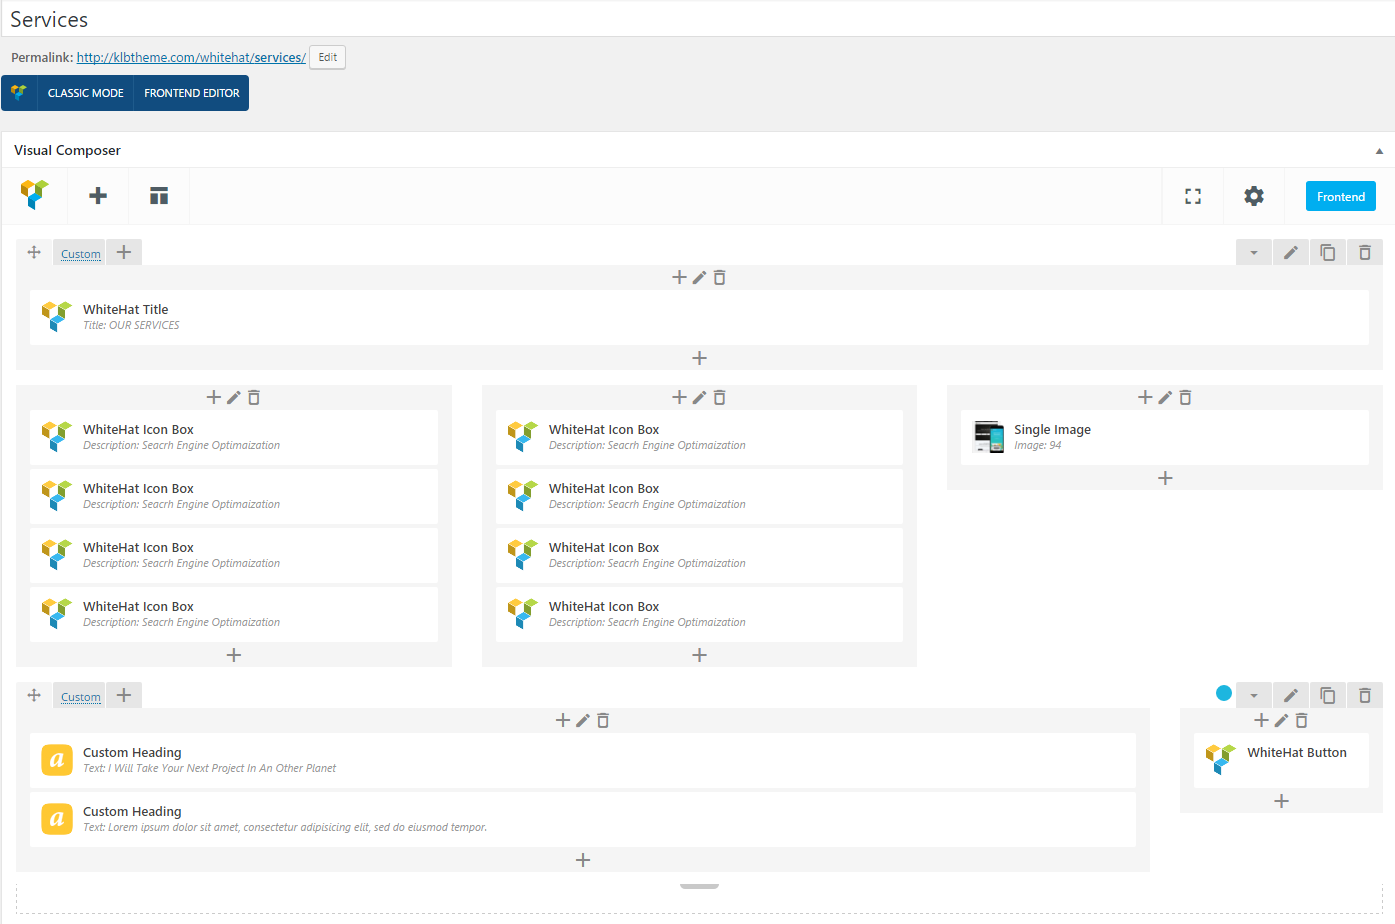 Services
Permalink: http://klbtheme.com/whitehat/services/ Edit
CLASSIC MODE FRONTEND EDITOR
Visual Composer
Frontend
Custom
WhiteHat Title
Title: OUR SERVICES
WhiteHat Icon Box
Description: Seacrh Engine Optimaization
WhiteHat Icon Box
Description: Seacrh Engine Optimaization
WhiteHat Icon Box
Description: Seacrh Engine Optimaization
WhiteHat Icon Box
Description: Seacrh Engine Optimaization
WhiteHat Icon Box
Description: Seacrh Engine Optimaization
WhiteHat Icon Box
Description: Seacrh Engine Optimaization
WhiteHat Icon Box
Description: Seacrh Engine Optimaization
WhiteHat Icon Box
Description: Seacrh Engine Optimaization
Single Image
Image: 94
Custom
a
Custom Heading
Text: I Will Take Your Next Project In An Other Planet
a
Custom Heading
Text: Lorem ipsum dolor sit amet, consectetur adipisicing elit, sed do eiusmod tempor.
WhiteHat Button